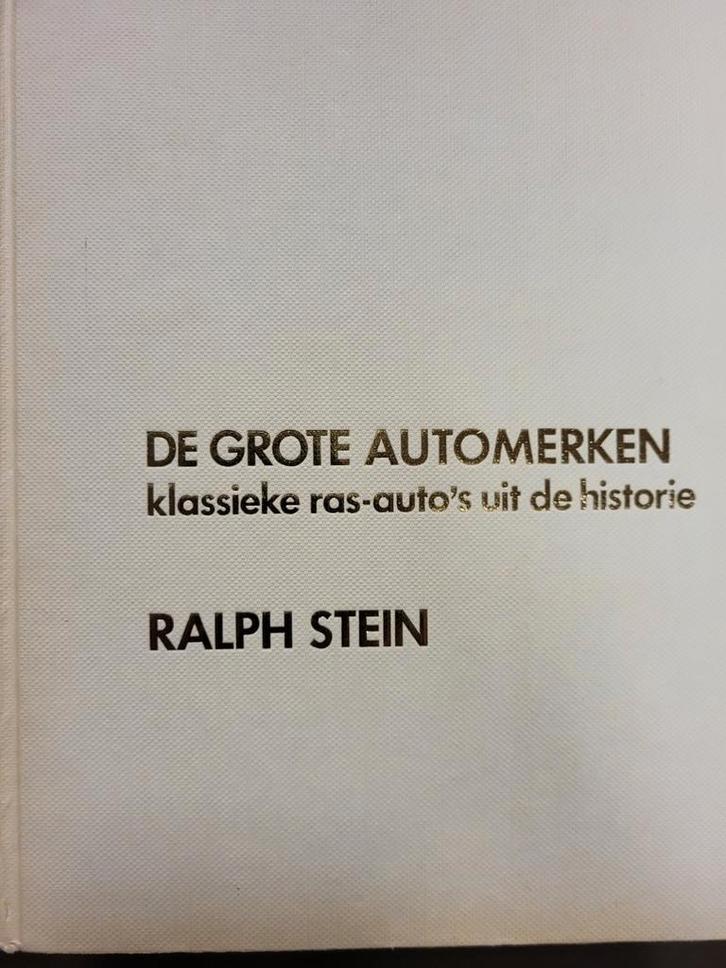 DE GROTE AUTOMERKEN
klassieke ras-auto's uit de historie
RALPH STEIN